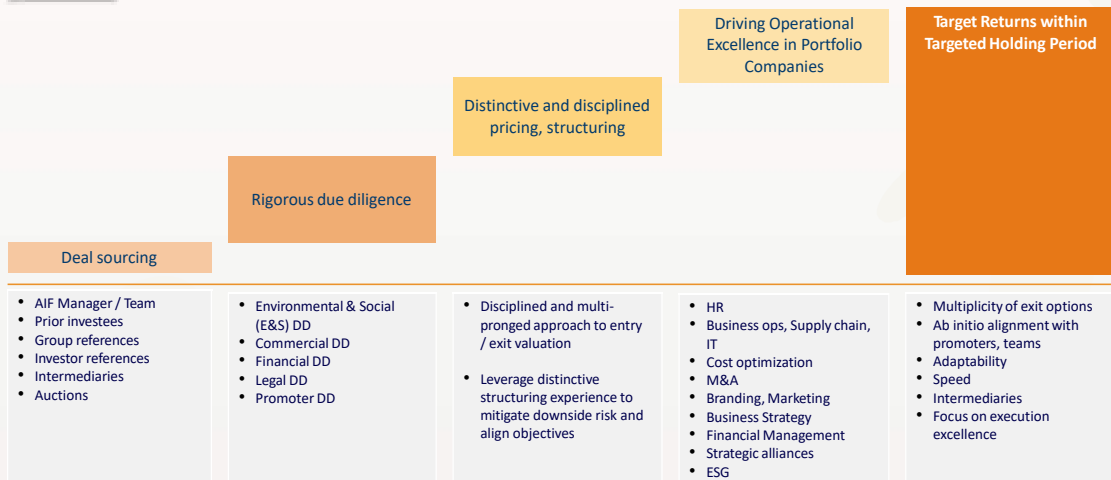 Deal sourcing
• AIF Manager / Team
• Prior investees
• Group references
• Investor references
• Intermediaries
• Auctions
Rigorous due diligence
• Environmental & Social
(E&S) DD
• Commercial DD
• Financial DD
• Legal DD
• Promoter DD
Distinctive and disciplined
pricing, structuring
• Disciplined and multi-
pronged approach to entry
/ exit valuation
• Leverage distinctive
structuring experience to
mitigate downside risk and
align objectives
Driving Operational
Excellence in Portfolio
Companies
• HR
• Business ops, Supply chain,
IT
• Cost optimization
• M&A
• Branding, Marketing
• Business Strategy
• Financial Management
• Strategic alliances
• ESG
Target Returns within
Targeted Holding Period
• Multiplicity of exit options
• Ab initio alignment with
promoters, teams
• Adaptability
• Speed
• Intermediaries
• Focus on execution
excellence